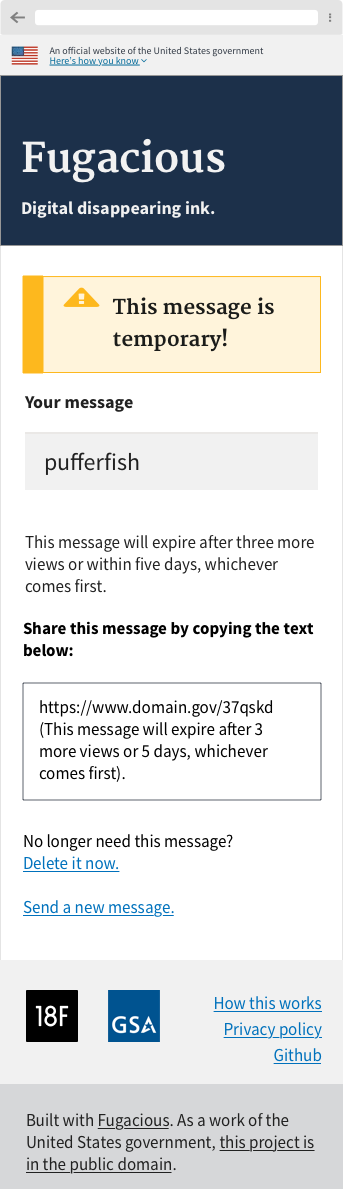 An official website of the United States government
Here's how you know
Fugacious
Digital disappearing ink.
This message is
temporary!
Your message
pufferfish
This message will expire after three more
views or within five days, whichever
comes first.
Share this message by copying the text
below:
https://www.domain.gov/37qskd
(This message will expire after 3
more views or 5 days, whichever
comes first).
No longer need this message?
Delete it now.
Send a new message.
18F
GSA
How this works
Privacy policy
Github
Built with Fugacious. As a work of the
United States government, this project is
in the public domain.